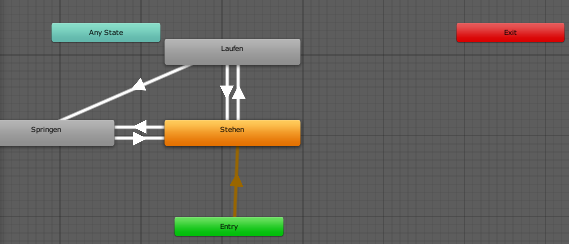 Any State
Exit
Laufen
Springen
Stehen
Entry